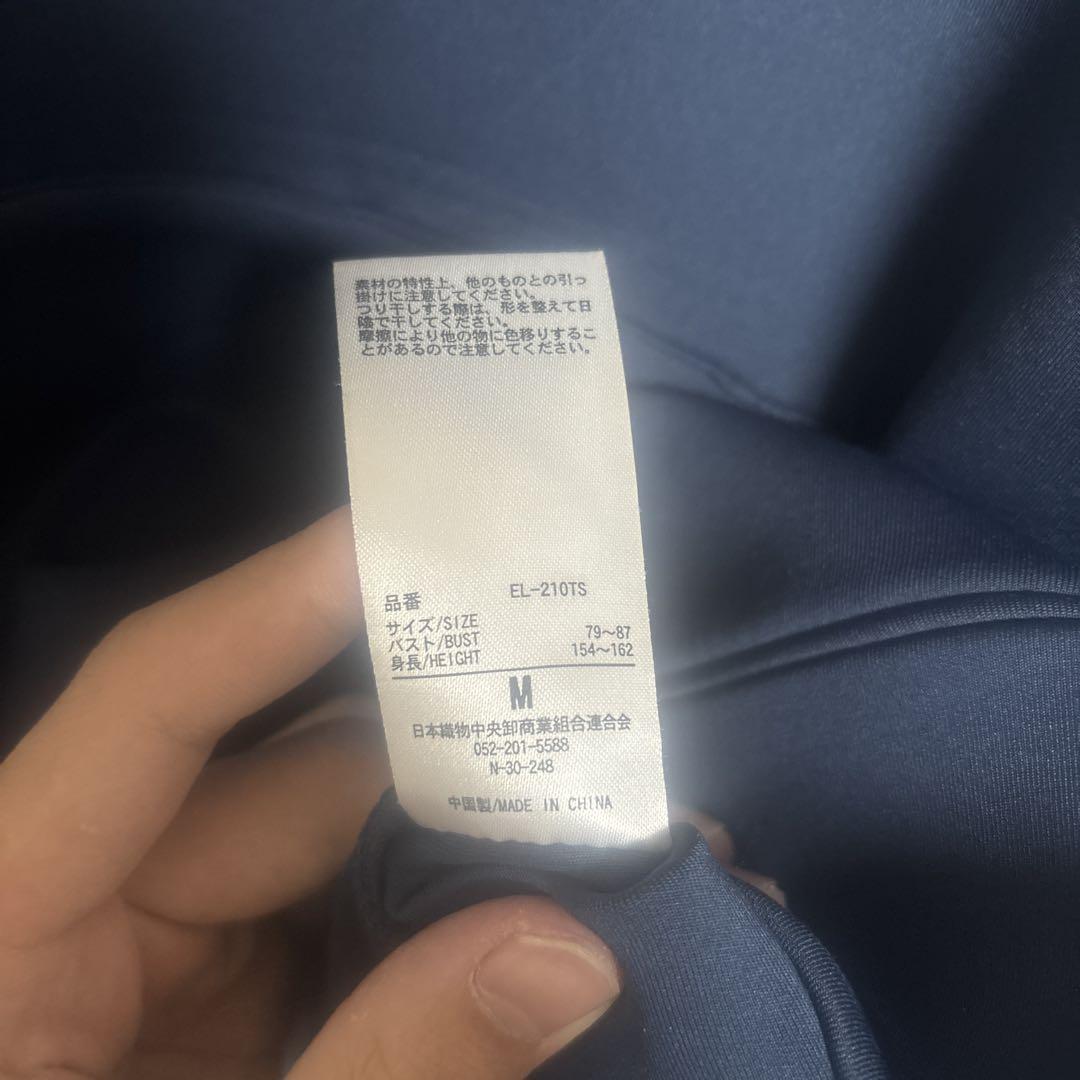 素材の特性上、他のものとの引っ
掛けに注意してください。
つり干しする際は、形を整えて日
陰で干してください。
摩擦により他の物に色移りするこ
とがあるので注意してください。
品番 EL-210TS
サイズ/SIZE
バスト/BUST 79～87
身長/HEIGHT 154～162
M
日本織物中央卸商業組合連合会
052-201-5588
N-30-248
中国製/MADE IN CHINA